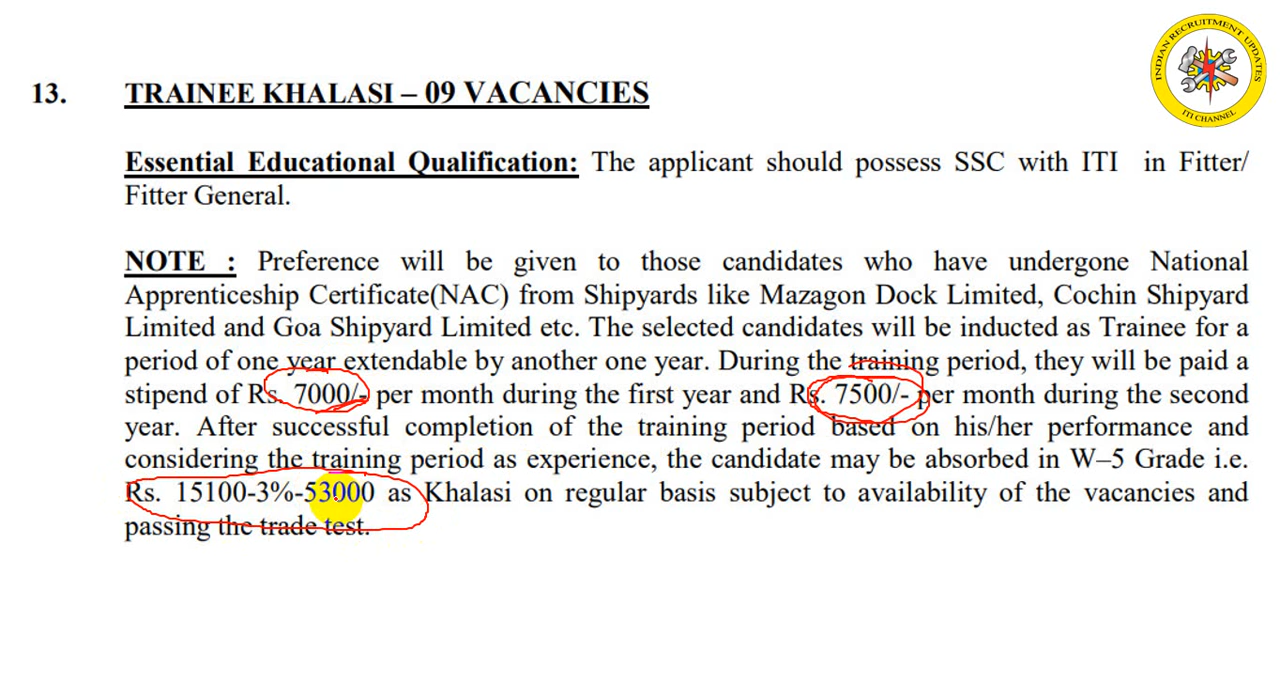 INDIAN RECRUITMENT UPDATES
ITI CHANNEL
13. TRAINEE KHALASI – 09 VACANCIES
Essential Educational Qualification: The applicant should possess SSC with ITI in Fitter/
Fitter General.
NOTE : Preference will be given to those candidates who have undergone National
Apprenticeship Certificate(NAC) from Shipyards like Mazagon Dock Limited, Cochin Shipyard
Limited and Goa Shipyard Limited etc. The selected candidates will be inducted as Trainee for a
period of one year extendable by another one year. During the training period, they will be paid a
stipend of Rs. 7000/- per month during the first year and Rs. 7500/- per month during the second
year. After successful completion of the training period based on his/her performance and
considering the training period as experience, the candidate may be absorbed in W–5 Grade i.e.
Rs. 15100-3%-53000 as Khalasi on regular basis subject to availability of the vacancies and
passing the trade test.